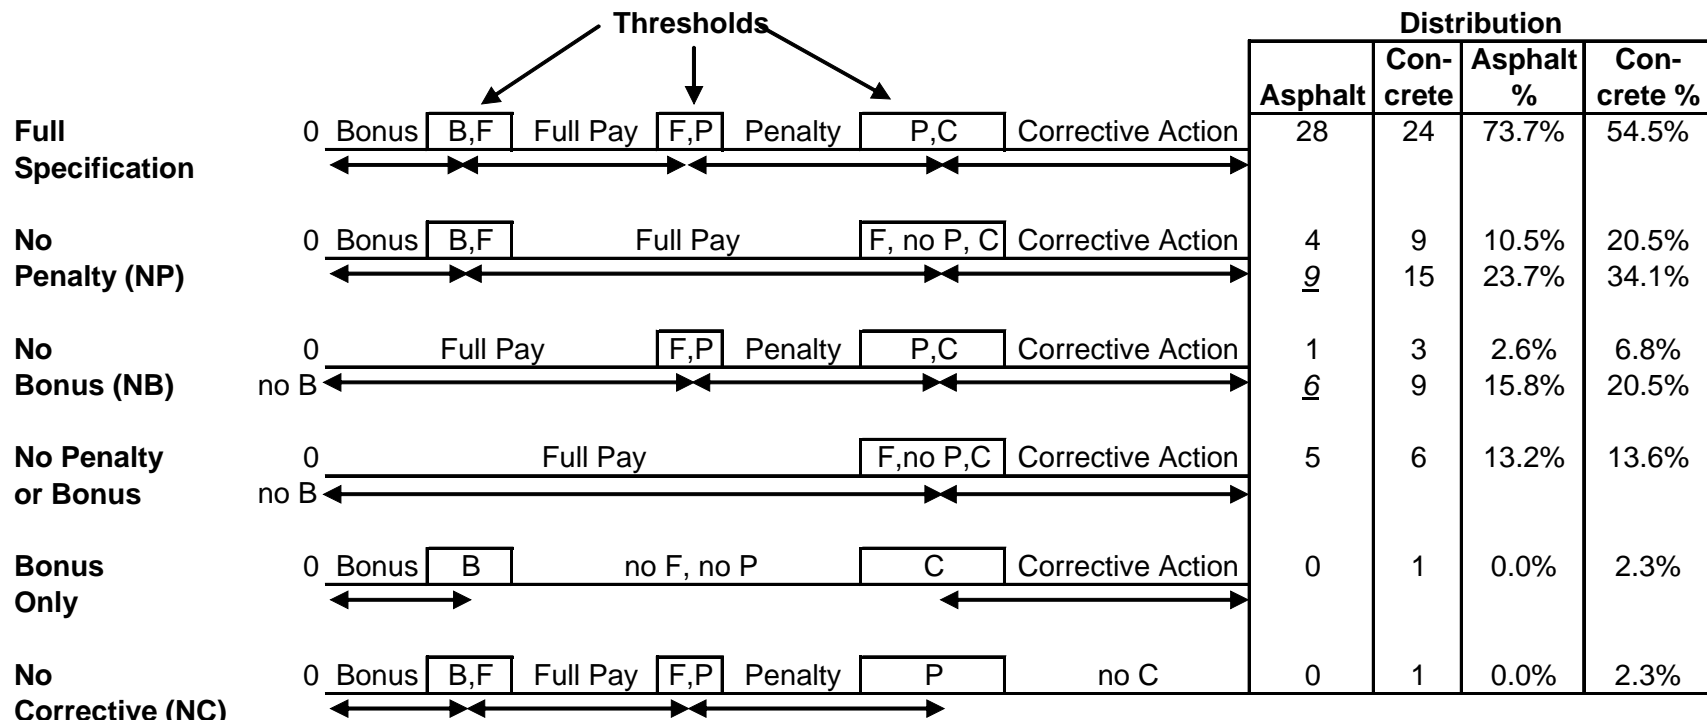 Thresholds Distribution
Con- Asphalt Con-
Asphalt crete % crete %
Full 0 Bonus B,F Full Pay F,P Penalty P,C Corrective Action 28 24 73.7% 54.5%
Specification
No 0 Bonus B,F Full Pay F, no P, C Corrective Action 4 9 10.5% 20.5%
Penalty (NP) 9 15 23.7% 34.1%
No 0 Full Pay F,P Penalty P,C Corrective Action 1 3 2.6% 6.8%
Bonus (NB) no B 6 9 15.8% 20.5%
No Penalty 0 Full Pay F,no P,C Corrective Action 5 6 13.2% 13.6%
or Bonus no B
Bonus 0 Bonus B no F, no P C Corrective Action 0 1 0.0% 2.3%
Only
No 0 Bonus B,F Full Pay F,P Penalty P no C 0 1 0.0% 2.3%
Corrective (NC)